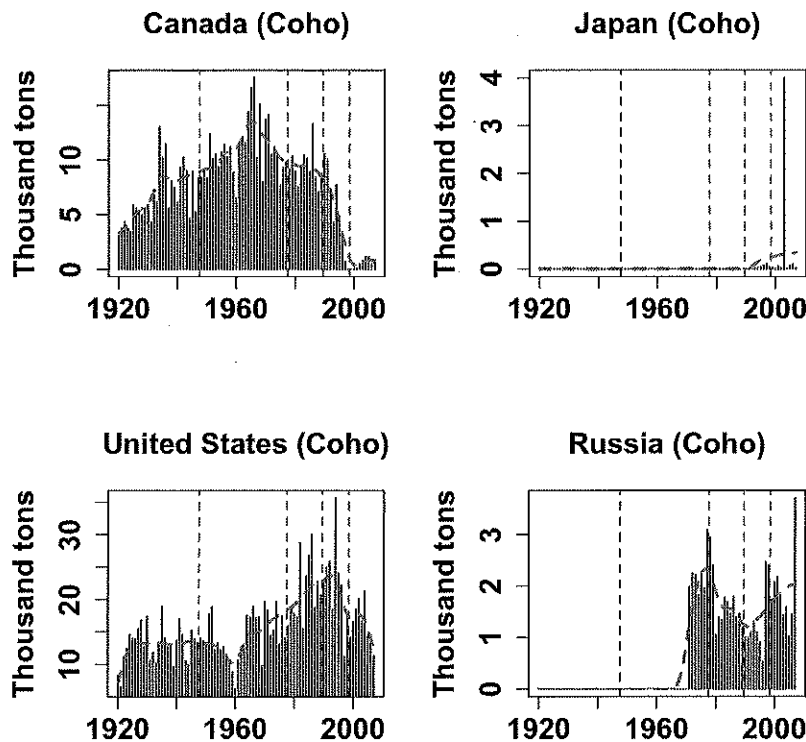 Canada (Coho)
Thousand tons
10
5
0
1920 1960 2000
Japan (Coho)
Thousand tons
4
3
2
1
0
1920 1960 2000
United States (Coho)
Thousand tons
30
20
10
1920 1960 2000
Russia (Coho)
Thousand tons
3
2
1
0
1920 1960 2000